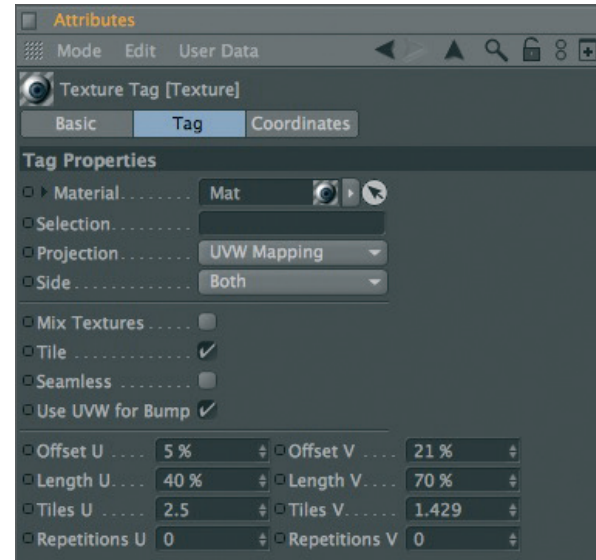 Attributes
Mode Edit User Data
Texture Tag [Texture]
Basic Tag Coordinates
Tag Properties
Material........ Mat
Selection........
Projection........ UVW Mapping
Side............ Both
Mix Textures.....
Tile.............
Seamless........
Use UVW for Bump
Offset U .... 5 % Offset V .... 21 %
Length U..... 40 % Length V..... 70 %
Tiles U ..... 2.5 Tiles V...... 1.429
Repetitions U 0 Repetitions V 0